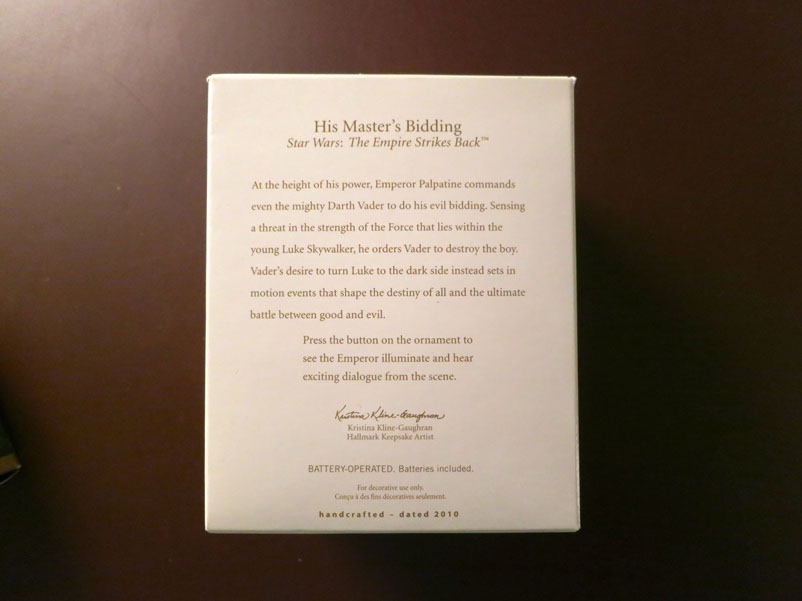 His Master's Bidding
Star Wars: The Empire Strikes Back™
At the height of his power, Emperor Palpatine commands
even the mighty Darth Vader to do his evil bidding. Sensing
a threat in the strength of the Force that lies within the
young Luke Skywalker, he orders Vader to destroy the boy.
Vader's desire to turn Luke to the dark side instead sets in
motion events that shape the destiny of all and the ultimate
battle between good and evil.
Press the button on the ornament to
see the Emperor illuminate and hear
exciting dialogue from the scene.
Kristina Kline-Gaughran
Kristina Kline-Gaughran
Hallmark Keepsake Artist
BATTERY-OPERATED. Batteries included.
For decorative use only.
Conçu à des fins décoratives seulement.
handcrafted – dated 2010